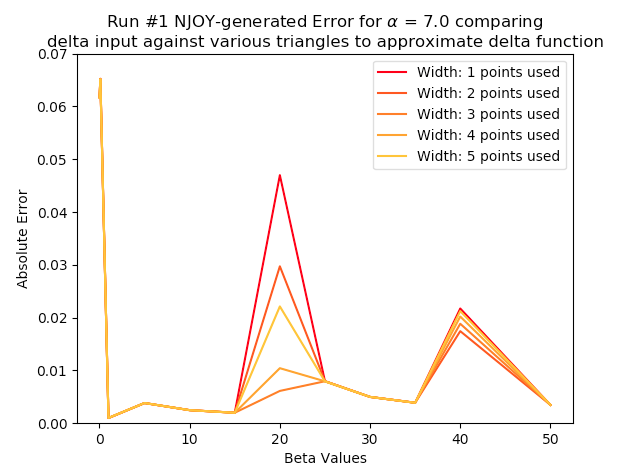 Run #1 NJOY-generated Error for α = 7.0 comparing
delta input against various triangles to approximate delta function
0.07
0.06
0.05
0.04
0.03
0.02
0.01
0.00
Absolute Error
Width: 1 points used
Width: 2 points used
Width: 3 points used
Width: 4 points used
Width: 5 points used
0 10 20 30 40 50
Beta Values